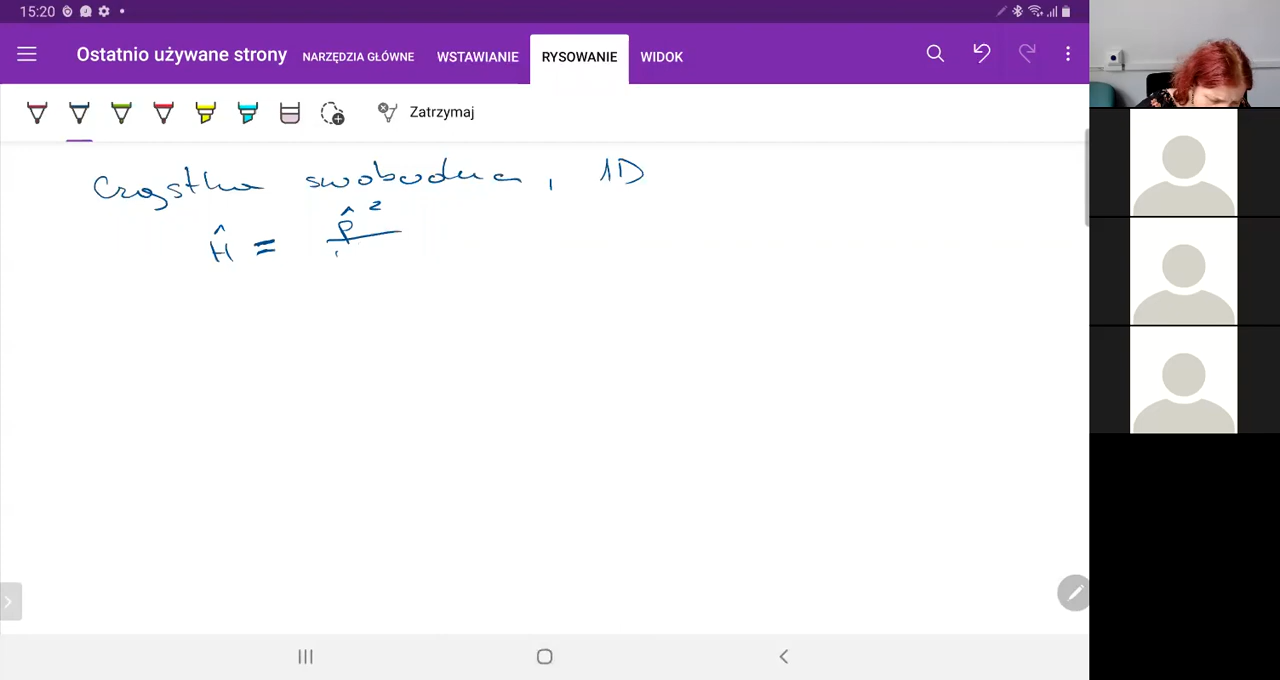 15:20
Ostatnio używane strony NARZĘDZIA GŁÓWNE WSTAWIANIE RYSOWANIE WIDOK
Zatrzymaj
Cząstka swobodna, 1D
Ĥ = p̂²